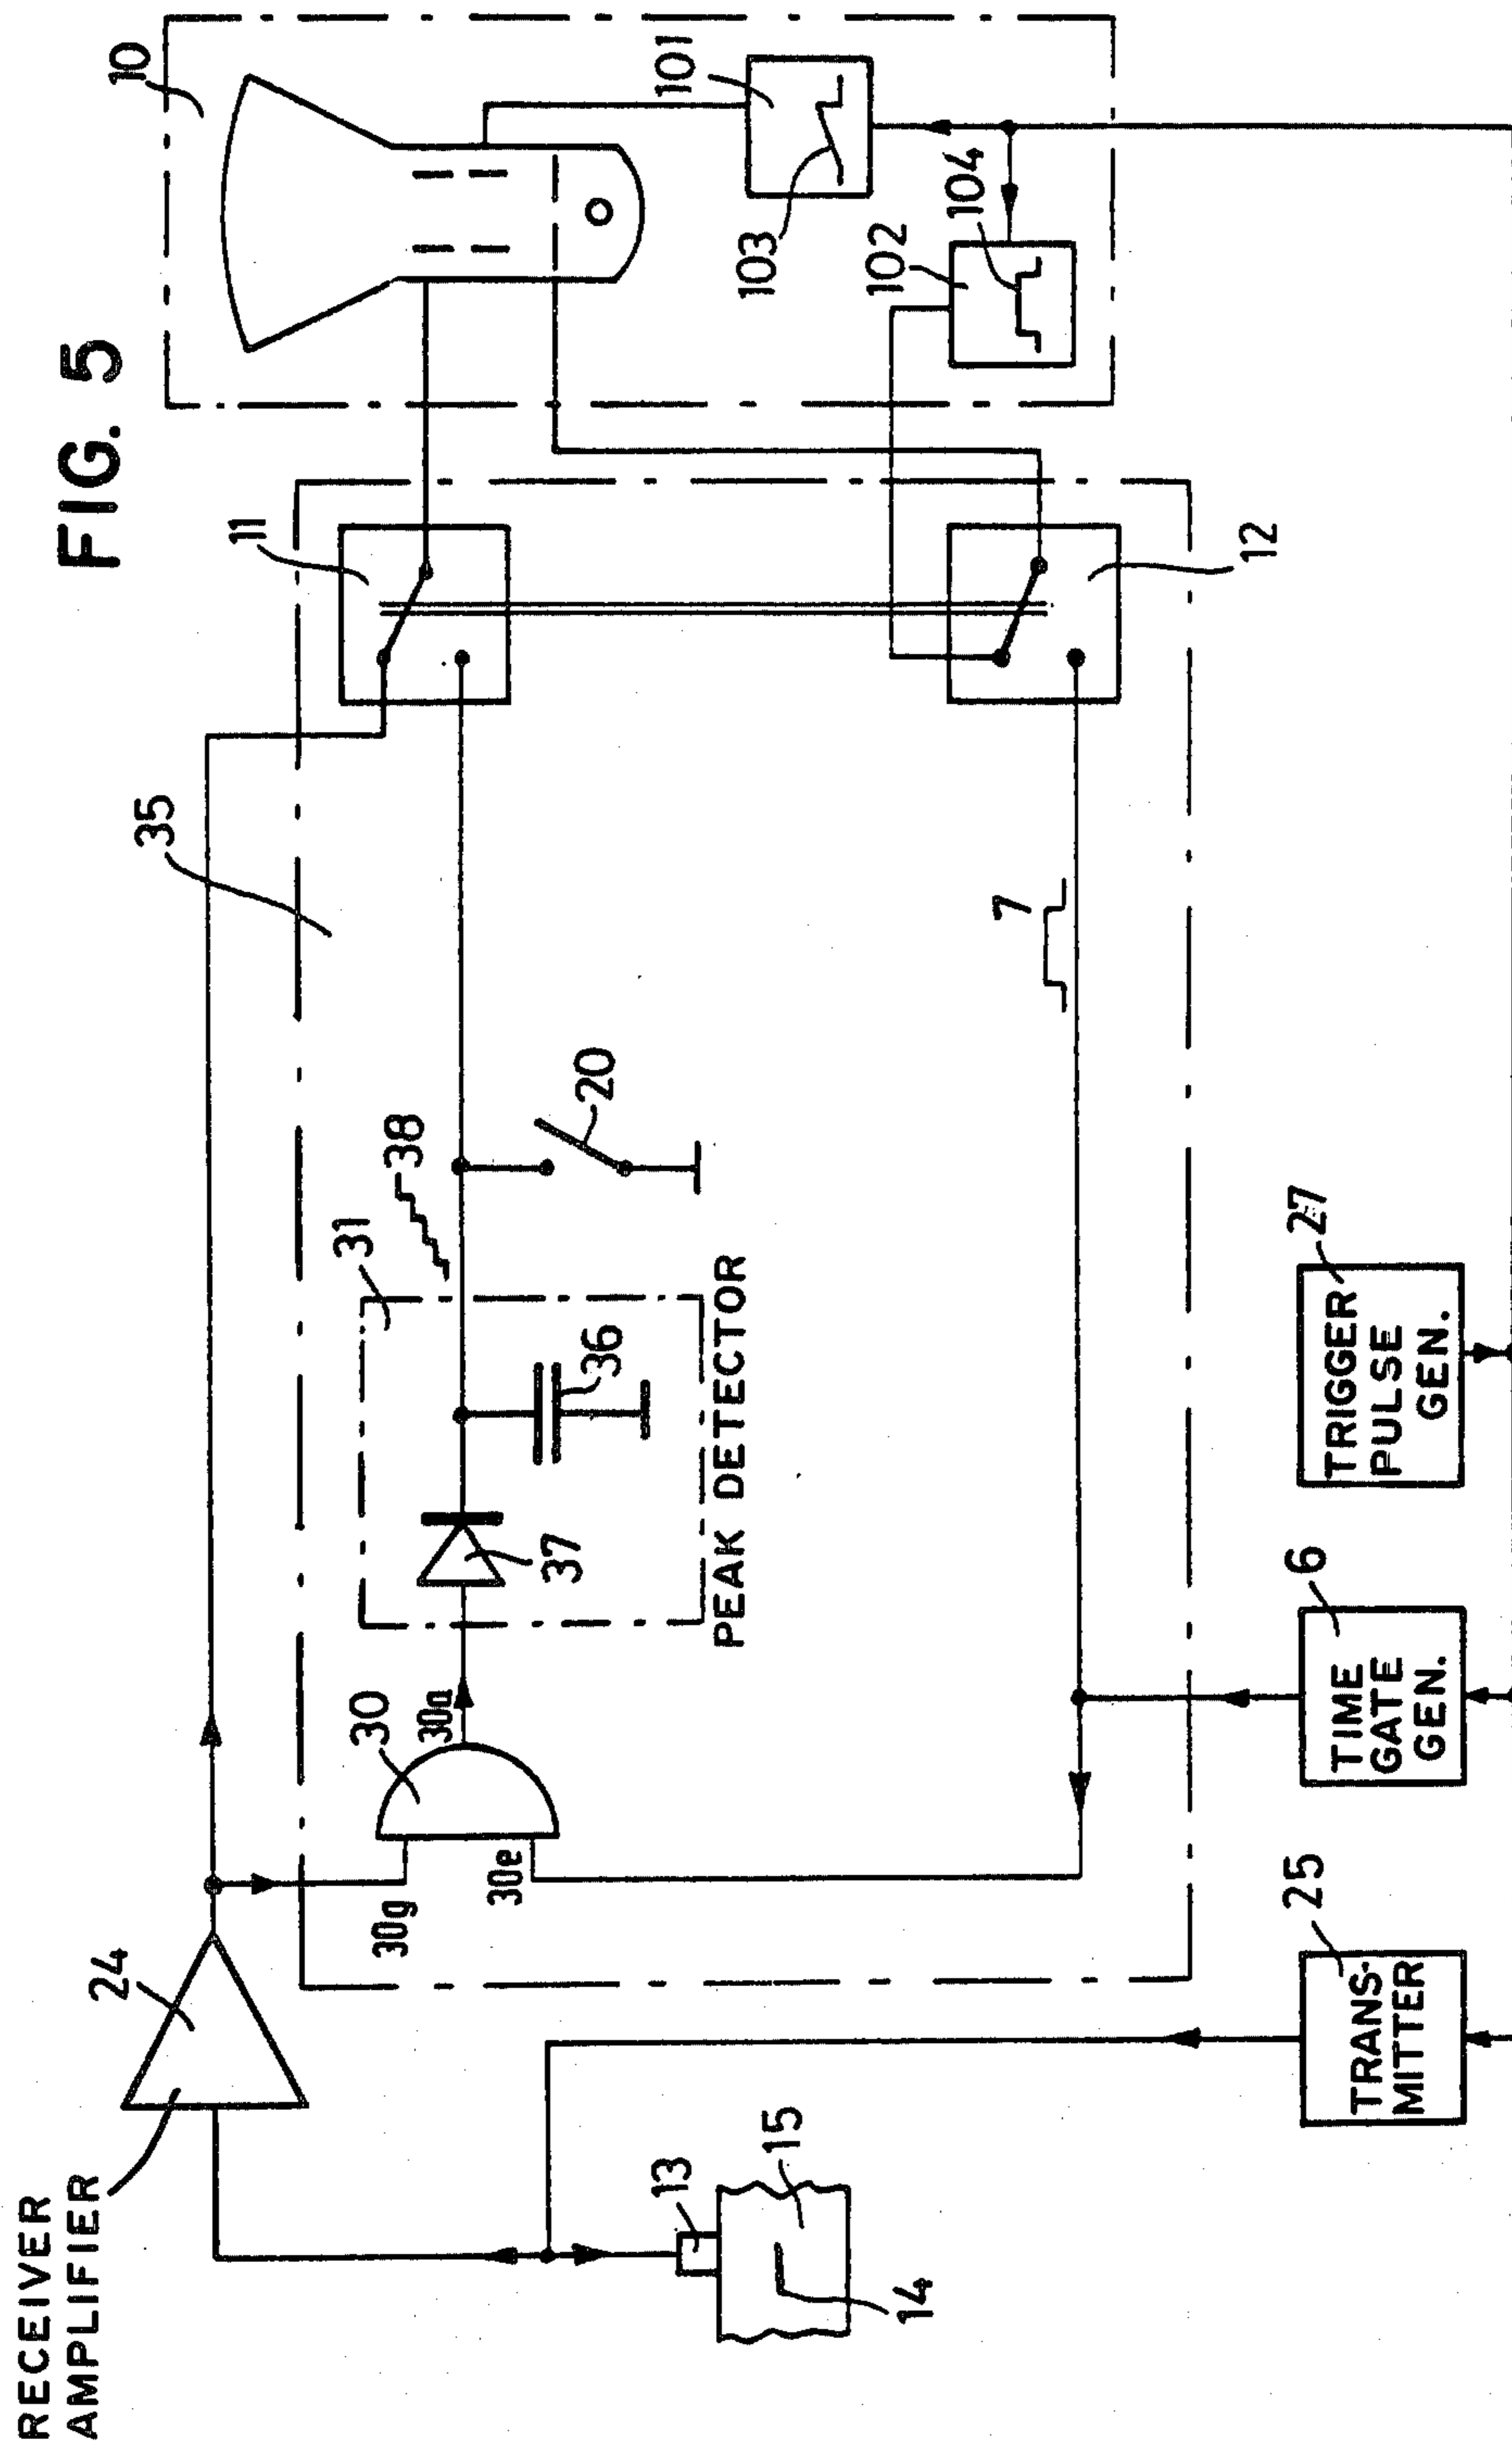 FIG. 5
RECEIVER
AMPLIFIER
24
35
11
10
30g
30
30a
30e
31
38
37
36
20
PEAK DETECTOR
13
15
14
7
12
101
103
102
104
25
TRANS-
MITTER
6
TIME
GATE
GEN.
27
TRIGGER
PULSE
GEN.